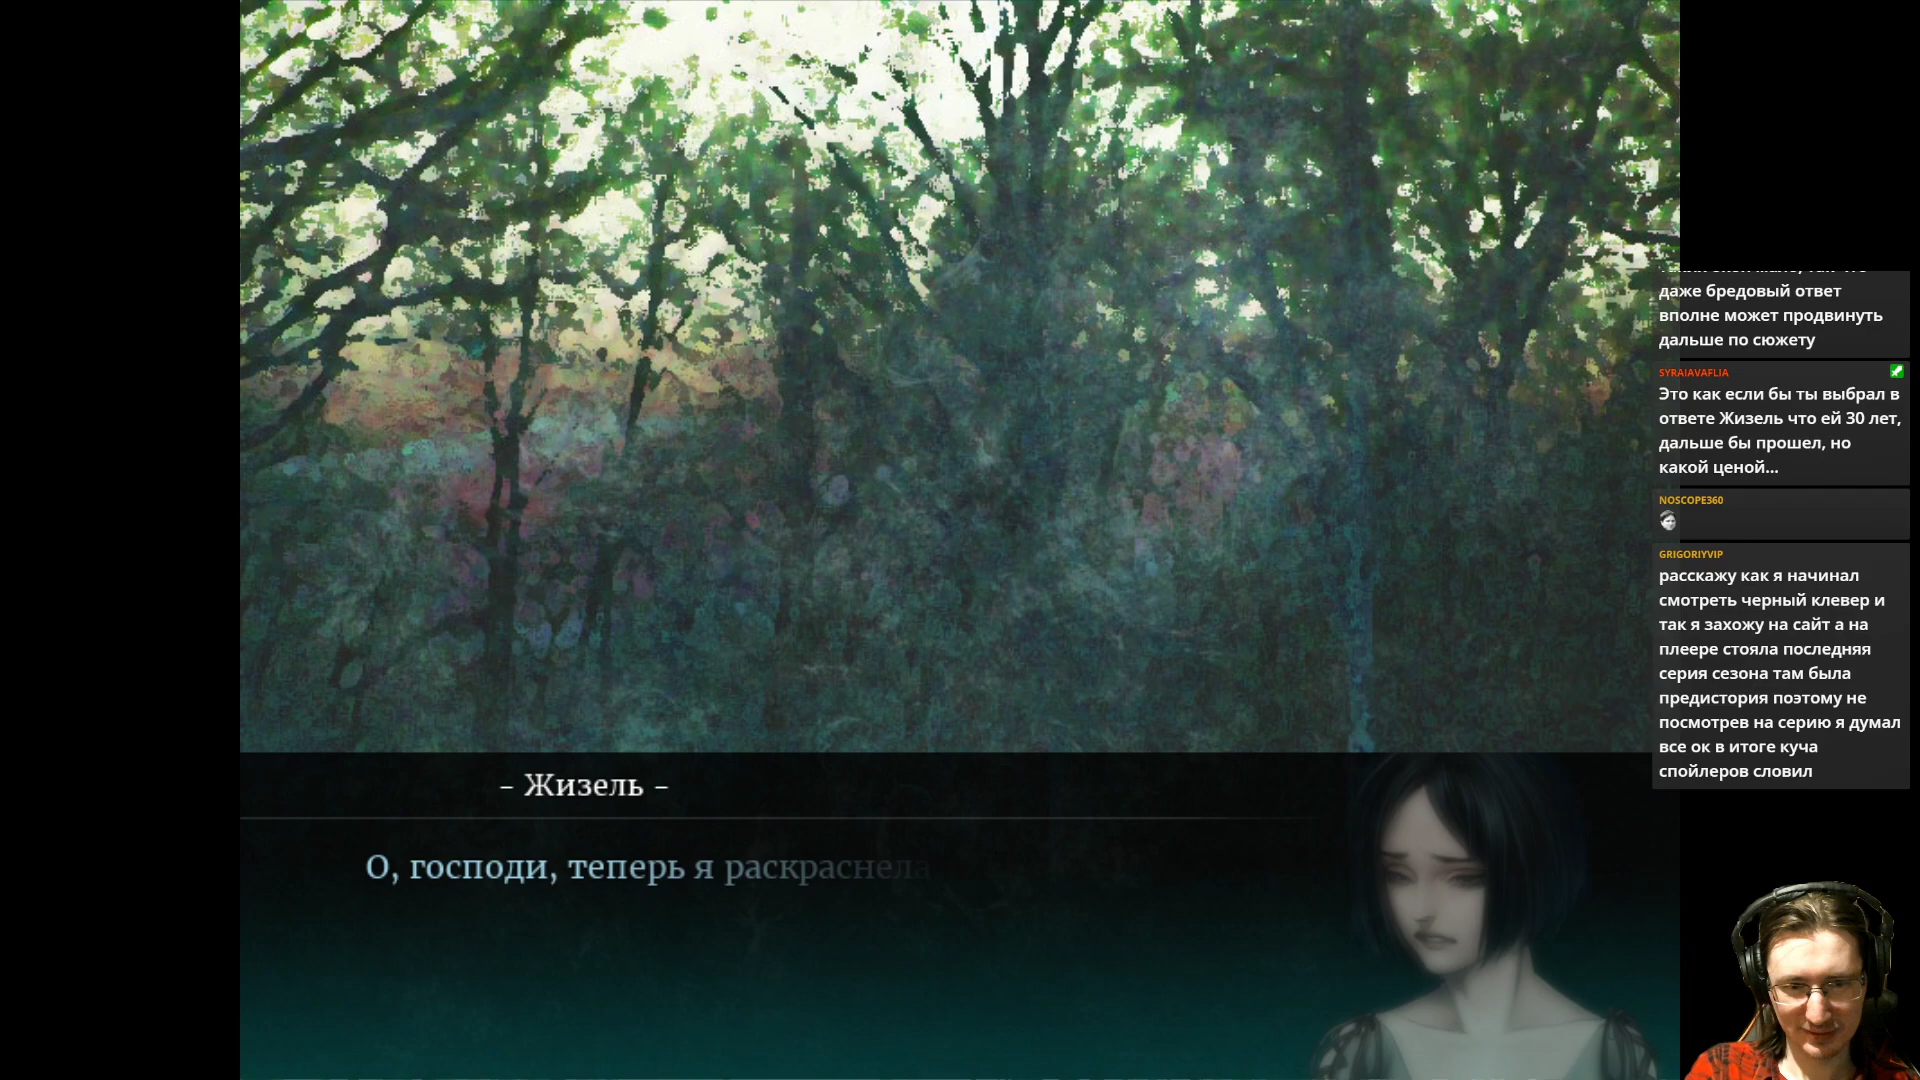 – Жизель –
О, господи, теперь я раскраснела
даже бредовый ответ
вполне может продвинуть
дальше по сюжету
SYRAIAVAFLIA
Это как если бы ты выбрал в
ответе Жизель что ей 30 лет,
дальше бы прошел, но
какой ценой...
NOSCOPE360
GRIGORIYVIP
расскажу как я начинал
смотреть черный клевер и
так я захожу на сайт а на
плеере стояла последняя
серия сезона там была
предистория поэтому не
посмотрев на серию я думал
все ок в итоге куча
спойлеров словил